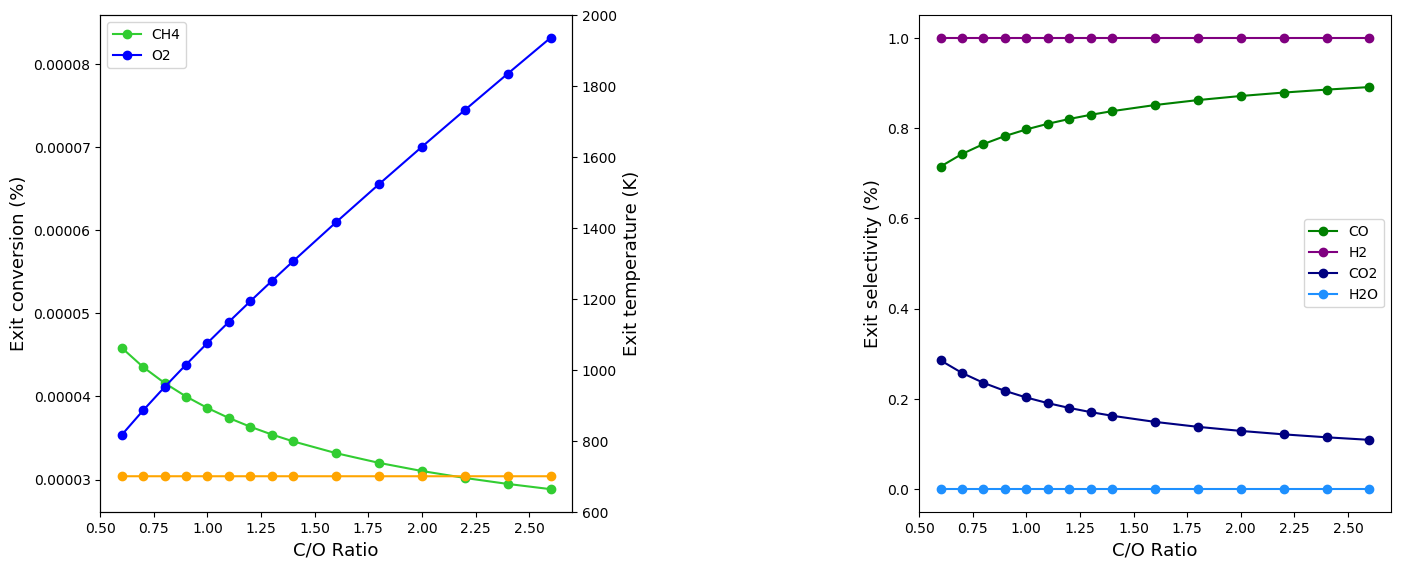 CH4
O2
0.00008
0.00007
0.00006
0.00005
0.00004
0.00003
Exit conversion (%)
0.50 0.75 1.00 1.25 1.50 1.75 2.00 2.25 2.50
C/O Ratio
2000
1800
1600
1400
1200
1000
800
600
Exit temperature (K)
1.0
0.8
0.6
0.4
0.2
0.0
Exit selectivity (%)
CO
H2
CO2
H2O
0.50 0.75 1.00 1.25 1.50 1.75 2.00 2.25 2.50
C/O Ratio